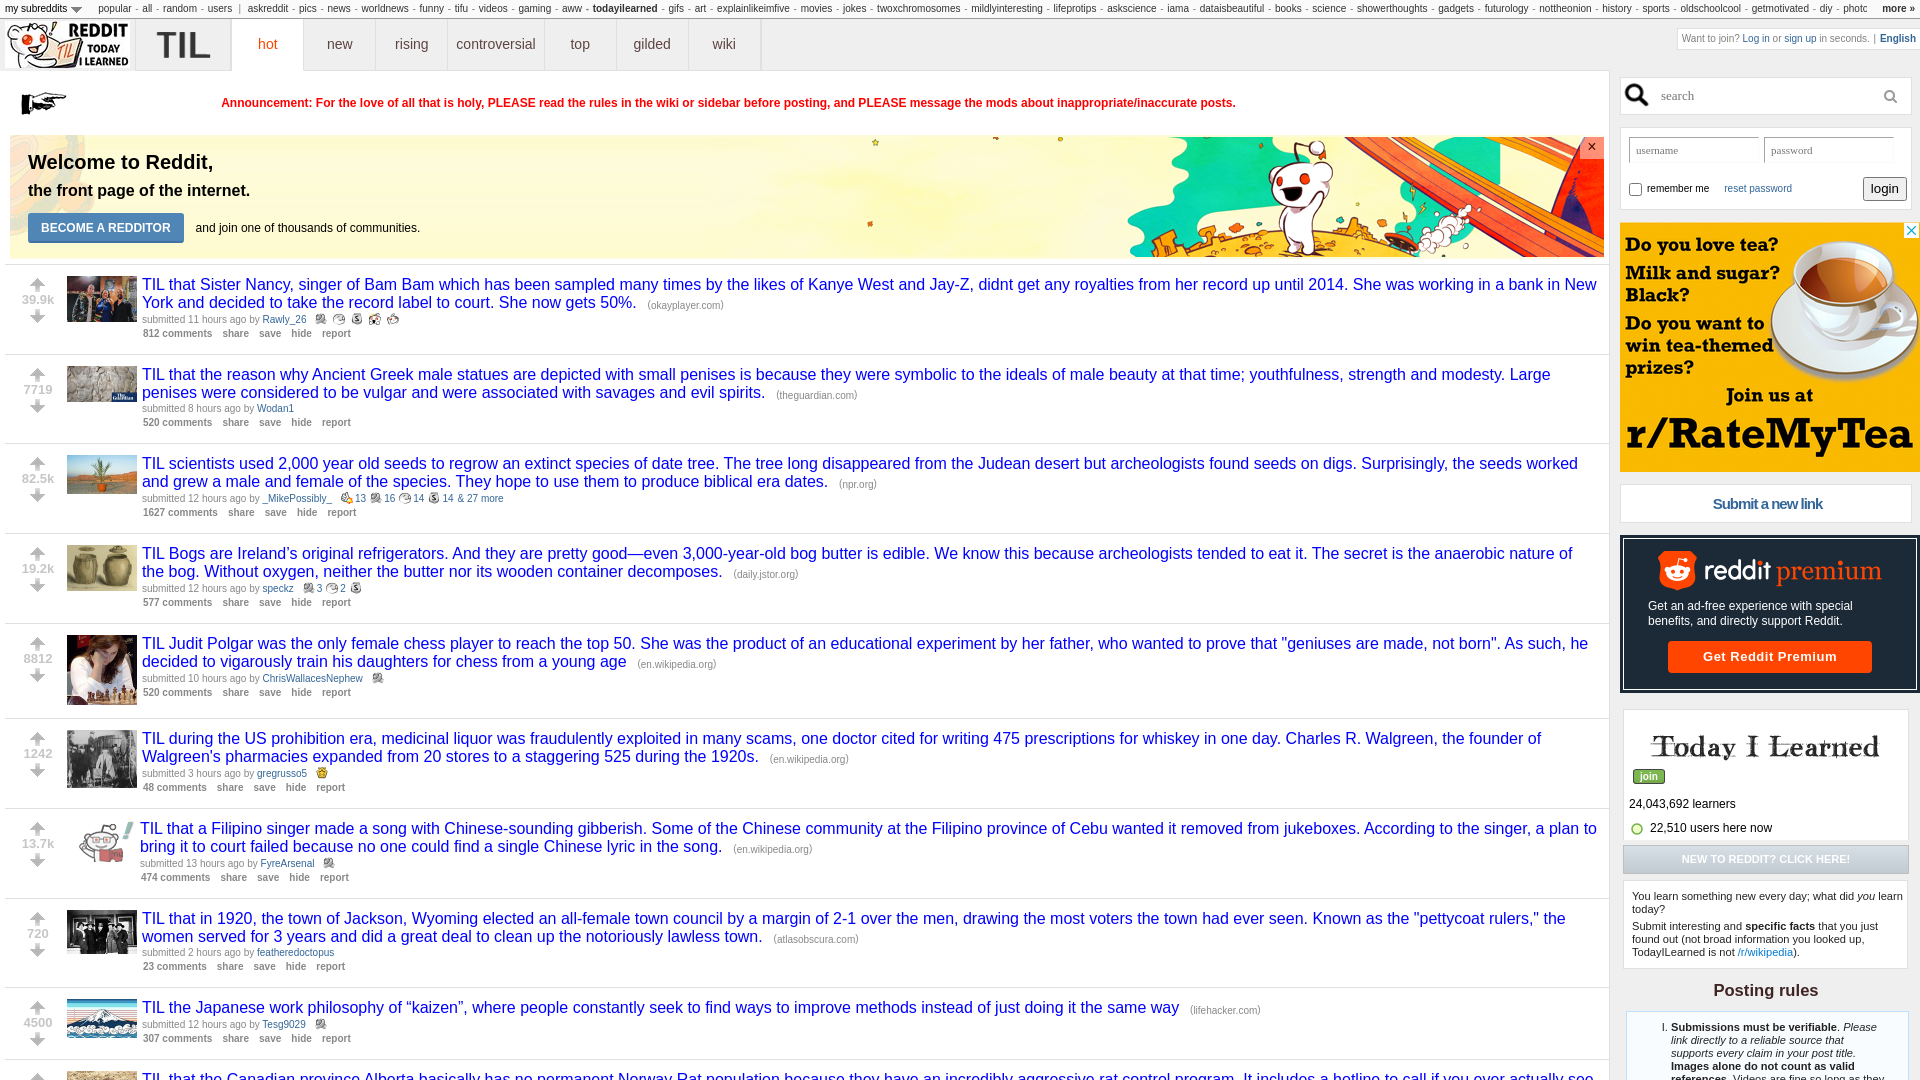 my subreddits popular - all - random - users | askreddit - pics - news - worldnews - funny - tifu - videos - gaming - aww - todayilearned - gifs - art - explainlikeimfive - movies - jokes - twoxchromosomes - mildlyinteresting - lifeprotips - askscience - iama - dataisbeautiful - books - science - showerthoughts - gadgets - futurology - nottheonion - history - sports - oldschoolcool - getmotivated - diy - photo more »
REDDIT
TODAY
I LEARNED
TIL
hot new rising controversial top gilded wiki
Want to join? Log in or sign up in seconds. | English
Announcement: For the love of all that is holy, PLEASE read the rules in the wiki or sidebar before posting, and PLEASE message the mods about inappropriate/inaccurate posts.
Welcome to Reddit,
the front page of the internet.
BECOME A REDDITOR and join one of thousands of communities.
×
39.9k
TIL that Sister Nancy, singer of Bam Bam which has been sampled many times by the likes of Kanye West and Jay-Z, didnt get any royalties from her record up until 2014. She was working in a bank in New
York and decided to take the record label to court. She now gets 50%. (okayplayer.com)
submitted 11 hours ago by Rawly_26
812 comments share save hide report
7719
TIL that the reason why Ancient Greek male statues are depicted with small penises is because they were symbolic to the ideals of male beauty at that time; youthfulness, strength and modesty. Large
penises were considered to be vulgar and were associated with savages and evil spirits. (theguardian.com)
submitted 8 hours ago by Wodan1
520 comments share save hide report
82.5k
TIL scientists used 2,000 year old seeds to regrow an extinct species of date tree. The tree long disappeared from the Judean desert but archeologists found seeds on digs. Surprisingly, the seeds worked
and grew a male and female of the species. They hope to use them to produce biblical era dates. (npr.org)
submitted 12 hours ago by _MikePossibly_ 13 16 14 14 & 27 more
1627 comments share save hide report
19.2k
TIL Bogs are Ireland’s original refrigerators. And they are pretty good—even 3,000-year-old bog butter is edible. We know this because archeologists tended to eat it. The secret is the anaerobic nature of
the bog. Without oxygen, neither the butter nor its wooden container decomposes. (daily.jstor.org)
submitted 12 hours ago by speckz 3 2
577 comments share save hide report
8812
TIL Judit Polgar was the only female chess player to reach the top 50. She was the product of an educational experiment by her father, who wanted to prove that "geniuses are made, not born". As such, he
decided to vigarously train his daughters for chess from a young age (en.wikipedia.org)
submitted 10 hours ago by ChrisWallacesNephew
520 comments share save hide report
1242
TIL during the US prohibition era, medicinal liquor was fraudulently exploited in many scams, one doctor cited for writing 475 prescriptions for whiskey in one day. Charles R. Walgreen, the founder of
Walgreen's pharmacies expanded from 20 stores to a staggering 525 during the 1920s. (en.wikipedia.org)
submitted 3 hours ago by gregrusso5
48 comments share save hide report
13.7k
TIL that a Filipino singer made a song with Chinese-sounding gibberish. Some of the Chinese community at the Filipino province of Cebu wanted it removed from jukeboxes. According to the singer, a plan to
bring it to court failed because no one could find a single Chinese lyric in the song. (en.wikipedia.org)
submitted 13 hours ago by FyreArsenal
474 comments share save hide report
720
TIL that in 1920, the town of Jackson, Wyoming elected an all-female town council by a margin of 2-1 over the men, drawing the most voters the town had ever seen. Known as the "pettycoat rulers," the
women served for 3 years and did a great deal to clean up the notoriously lawless town. (atlasobscura.com)
submitted 2 hours ago by featheredoctopus
23 comments share save hide report
4500
TIL the Japanese work philosophy of “kaizen”, where people constantly seek to find ways to improve methods instead of just doing it the same way (lifehacker.com)
submitted 12 hours ago by Tesg9029
307 comments share save hide report
TIL that the Canadian province Alberta basically has no permanent Norway Rat population because they have an incredibly aggressive rat control program. It includes a hotline to call if you ever actually see
search
username password
remember me reset password login
Do you love tea?
Milk and sugar?
Black?
Do you want to
win tea-themed
prizes?
Join us at
r/RateMyTea
Submit a new link
reddit premium
Get an ad-free experience with special
benefits, and directly support Reddit.
Get Reddit Premium
Today I Learned
join
24,043,692 learners
22,510 users here now
NEW TO REDDIT? CLICK HERE!
You learn something new every day; what did you learn
today?
Submit interesting and specific facts that you just
found out (not broad information you looked up,
TodayILearned is not /r/wikipedia).
Posting rules
I. Submissions must be verifiable. Please
link directly to a reliable source that
supports every claim in your post title.
Images alone do not count as valid
references. Videos are fine so long as they